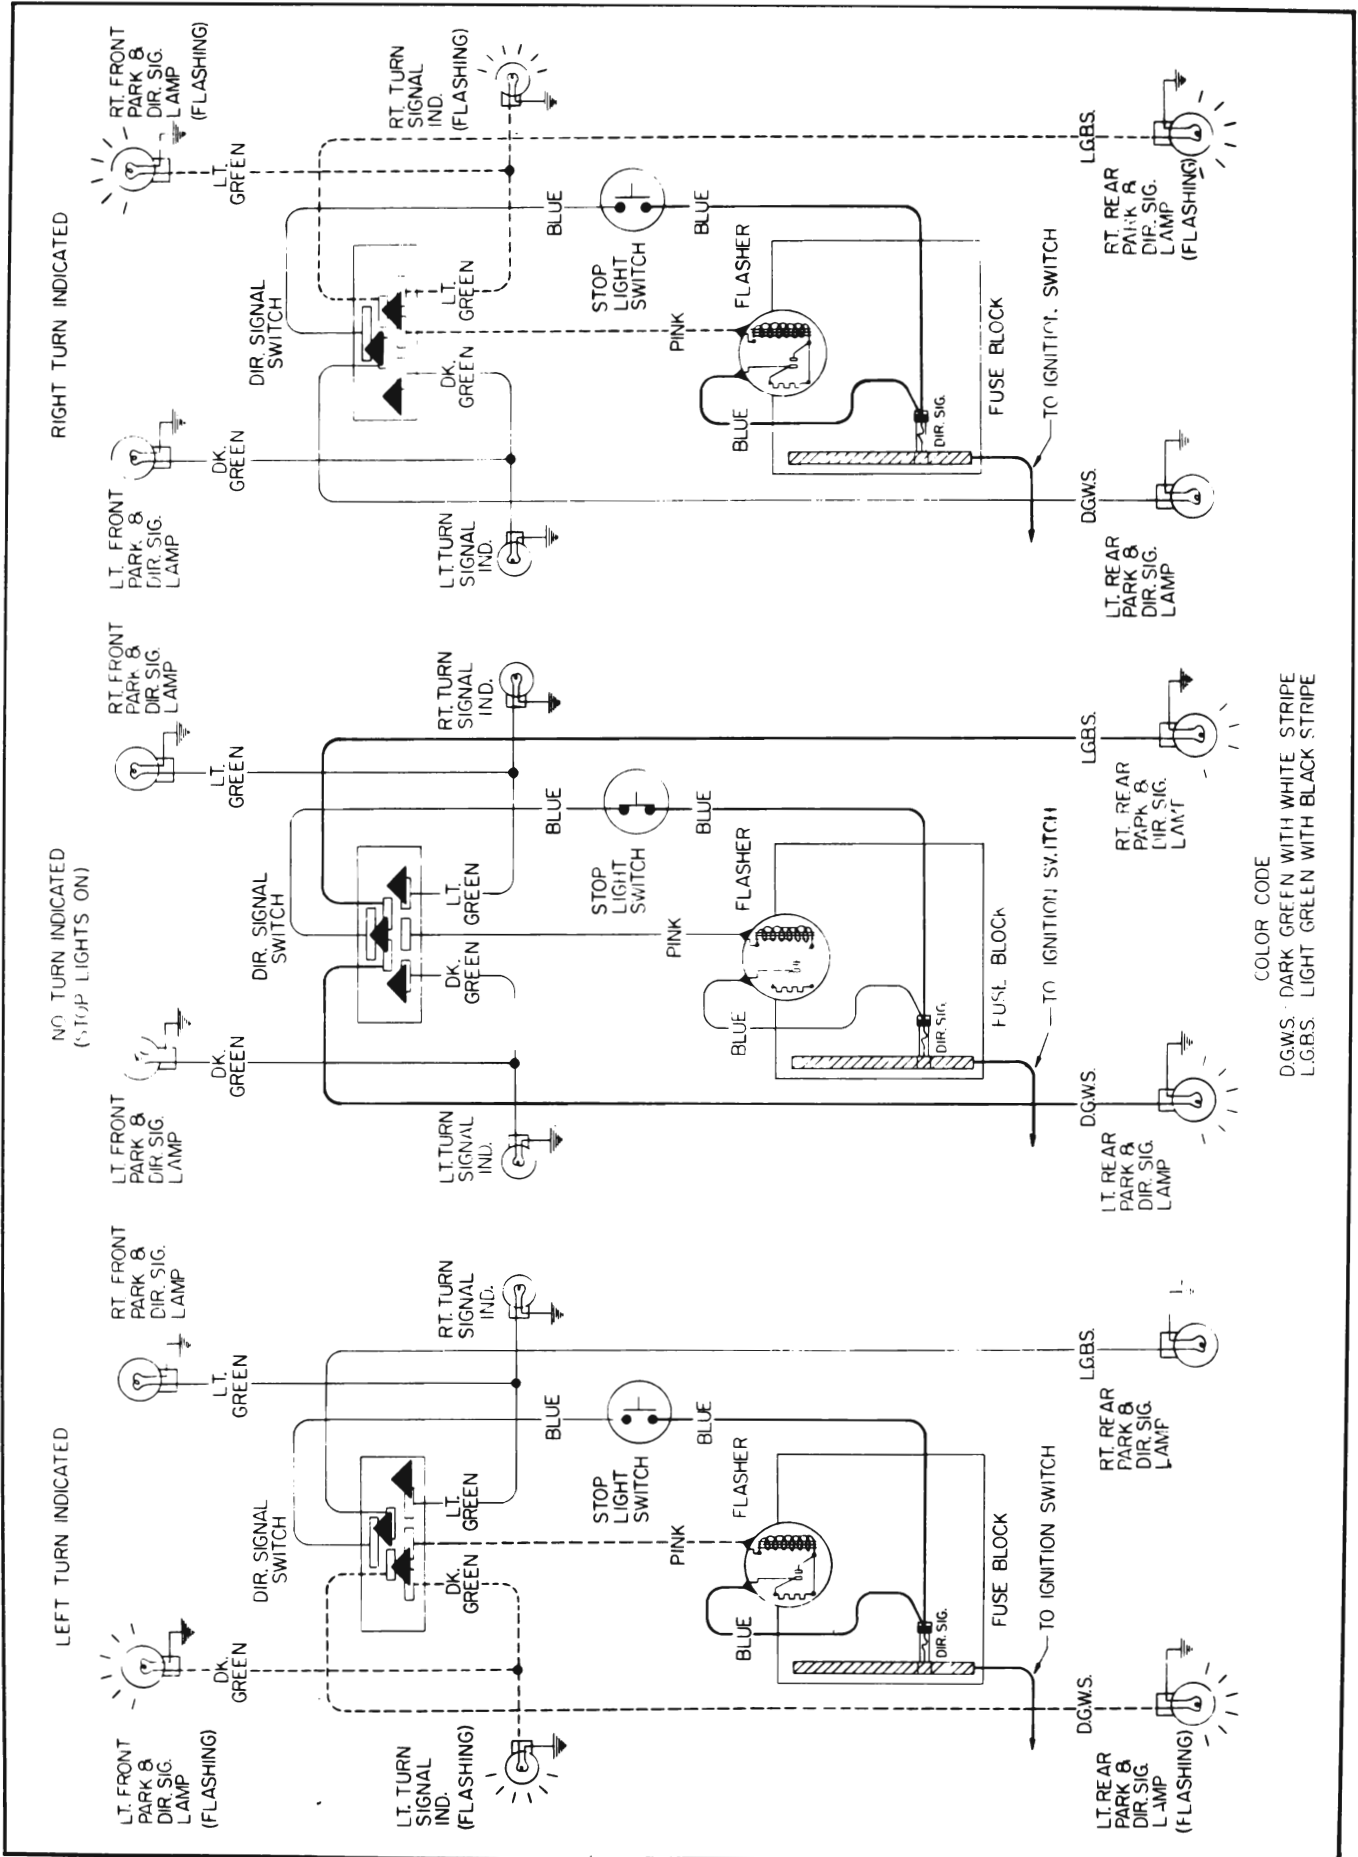 LEFT TURN INDICATED
LT. FRONT
PARK &
DIR. SIG.
LAMP
(FLASHING)
RT. FRONT
PARK &
DIR. SIG.
LAMP
DK.
GREEN
LT.
GREEN
DIR. SIGNAL
SWITCH
LT. TURN
SIGNAL
IND.
(FLASHING)
RT. TURN
SIGNAL
IND.
DK.
GREEN
LT.
GREEN
BLUE
STOP
LIGHT
SWITCH
PINK
BLUE
BLUE
FLASHER
DIR. SIG.
FUSE BLOCK
TO IGNITION SWITCH
D.G.W.S.
L.G.B.S.
LT. REAR
PARK &
DIR. SIG.
LAMP
(FLASHING)
RT. REAR
PARK &
DIR. SIG.
LAMP
NO TURN INDICATED
(STOP LIGHTS ON)
LT. FRONT
PARK &
DIR. SIG.
LAMP
RT. FRONT
PARK &
DIR. SIG.
LAMP
DK.
GREEN
LT.
GREEN
DIR. SIGNAL
SWITCH
LT. TURN
SIGNAL
IND.
RT. TURN
SIGNAL
IND.
DK.
GREEN
LT.
GREEN
BLUE
STOP
LIGHT
SWITCH
PINK
BLUE
BLUE
FLASHER
DIR. SIG.
FUSE BLOCK
TO IGNITION SWITCH
D.G.W.S.
L.G.B.S.
LT. REAR
PARK &
DIR. SIG.
LAMP
RT. REAR
PARK &
DIR. SIG.
LAMP
RIGHT TURN INDICATED
LT. FRONT
PARK &
DIR. SIG.
LAMP
RT. FRONT
PARK &
DIR. SIG.
LAMP
(FLASHING)
DK.
GREEN
LT.
GREEN
DIR. SIGNAL
SWITCH
LT. TURN
SIGNAL
IND.
RT. TURN
SIGNAL
IND.
(FLASHING)
DK.
GREEN
LT.
GREEN
BLUE
STOP
LIGHT
SWITCH
PINK
BLUE
BLUE
FLASHER
DIR. SIG.
FUSE BLOCK
TO IGNITION SWITCH
D.G.W.S.
L.G.B.S.
LT. REAR
PARK &
DIR. SIG.
LAMP
RT. REAR
PARK &
DIR. SIG.
LAMP
(FLASHING)
COLOR CODE
D.G.W.S. - DARK GREEN WITH WHITE STRIPE
L.G.B.S. LIGHT GREEN WITH BLACK STRIPE